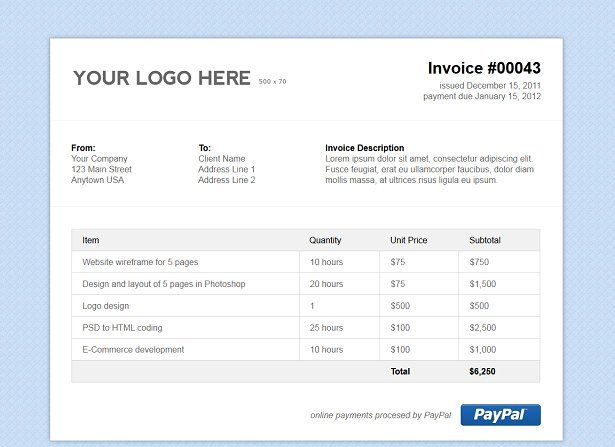 YOUR LOGO HERE 500 x 70
Invoice #00043
issued December 15, 2011
payment due January 15, 2012
From:
Your Company
123 Main Street
Anytown USA
To:
Client Name
Address Line 1
Address Line 2
Invoice Description
Lorem ipsum dolor sit amet, consectetur adipiscing elit.
Fusce feugiat, erat eu ullamcorper faucibus, dolor diam
mollis massa, at ultrices risus ligula eu ipsum.
Item Quantity Unit Price Subtotal
Website wireframe for 5 pages 10 hours $75 $750
Design and layout of 5 pages in Photoshop 20 hours $75 $1,500
Logo design 1 $500 $500
PSD to HTML coding 25 hours $100 $2,500
E-Commerce development 10 hours $100 $1,000
Total $6,250
online payments procesed by PayPal PayPal